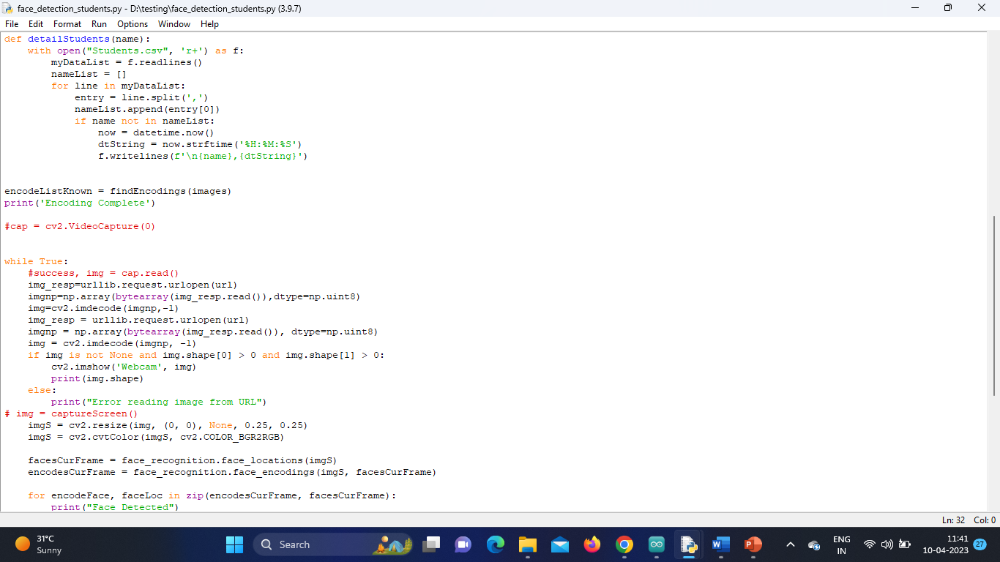 face_detection_students.py - D:\testing\face_detection_students.py (3.9.7)
File Edit Format Run Options Window Help
def detailStudents(name):
    with open("Students.csv", 'r+') as f:
        myDataList = f.readlines()
        nameList = []
        for line in myDataList:
            entry = line.split(',')
            nameList.append(entry[0])
            if name not in nameList:
                now = datetime.now()
                dtString = now.strftime('%H:%M:%S')
                f.writelines(f'\n{name},{dtString}')
encodeListKnown = findEncodings(images)
print('Encoding Complete')
#cap = cv2.VideoCapture(0)
while True:
    #success, img = cap.read()
    img_resp=urllib.request.urlopen(url)
    imgnp=np.array(bytearray(img_resp.read()),dtype=np.uint8)
    img=cv2.imdecode(imgnp,-1)
    img_resp = urllib.request.urlopen(url)
    imgnp = np.array(bytearray(img_resp.read()), dtype=np.uint8)
    img = cv2.imdecode(imgnp, -1)
    if img is not None and img.shape[0] > 0 and img.shape[1] > 0:
        cv2.imshow('Webcam', img)
        print(img.shape)
    else:
        print("Error reading image from URL")
# img = captureScreen()
    imgS = cv2.resize(img, (0, 0), None, 0.25, 0.25)
    imgS = cv2.cvtColor(imgS, cv2.COLOR_BGR2RGB)
    facesCurFrame = face_recognition.face_locations(imgS)
    encodesCurFrame = face_recognition.face_encodings(imgS, facesCurFrame)
    for encodeFace, faceLoc in zip(encodesCurFrame, facesCurFrame):
        print("Face Detected")
Ln: 32 Col: 0
31°C
Sunny
Search
ENG
IN
11:41
10-04-2023
27